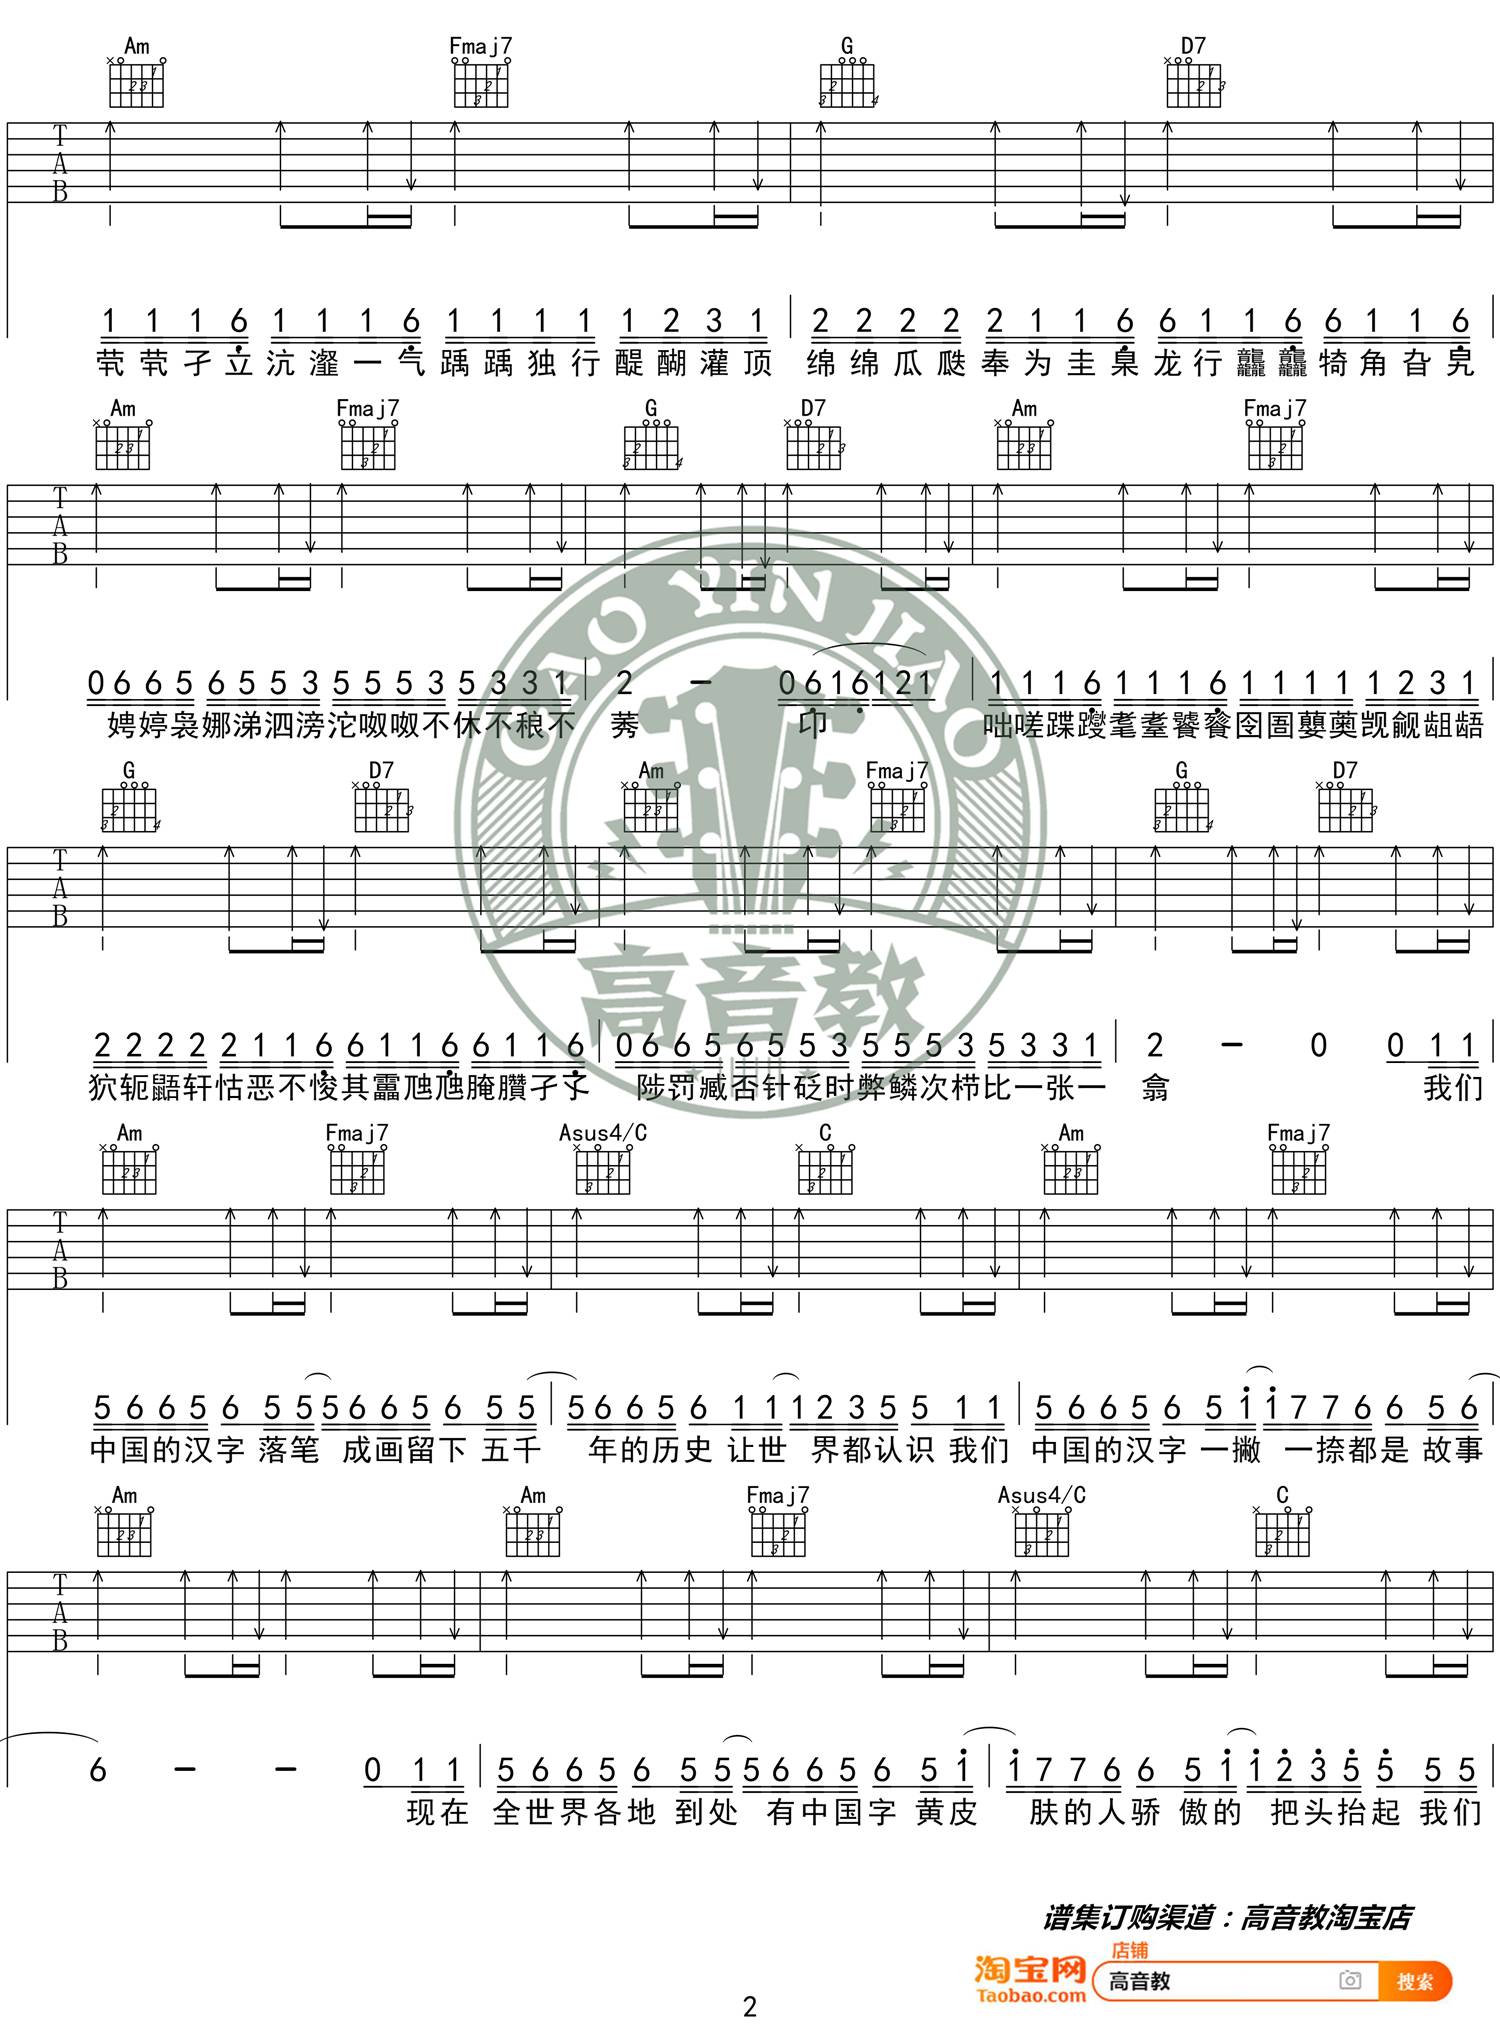 Am Fmaj7 G D7
1 1 1 6 1 1 1 6 1 1 1 1 1 2 3 1 2 2 2 2 2 1 1 6 6 1 1 6 6 1 1 6
茕茕孑立沆瀣一气踽踽独行醍醐灌顶 绵绵瓜瓞奉为圭臬龙行龘龘犄角旮旯
Am Fmaj7 G D7 Am Fmaj7
0 6 6 5 6 5 5 3 5 5 5 3 5 3 3 1 2 - 0 6 1 6 1 2 1 1 1 1 6 1 1 1 6 1 1 1 1 1 2 3 1
娉婷袅娜涕泗滂沱呶呶不休不稂不 莠 卬 咄嗟蹀躞耄耋饕餮囹圄蘡薁觊觎龃龉
G D7 Am Fmaj7 G D7
2 2 2 2 2 1 1 6 6 1 1 6 6 1 1 6 0 6 6 5 6 5 5 3 5 5 5 3 5 3 3 1 2 - 0 0 1 1
狖轭鼯轩怙恶不悛其靁虺虺腌臢孑孓 陟罚臧否针砭时弊鳞次栉比一张一 翕 我们
Am Fmaj7 Asus4/C C Am Fmaj7
5 6 6 5 6 5 5 5 6 6 5 6 5 5 5 6 6 5 6 1 1 1 2 3 5 5 1 1 5 6 6 5 6 5 1 1 7 7 6 6 5 6
中国的汉字 落笔 成画留下 五千 年的历史 让世 界都认识 我们 中国的汉字 一撇 一捺都是 故事
Am Am Fmaj7 Asus4/C C
6 - - 0 1 1 5 6 6 5 6 5 5 5 6 6 5 6 5 1 1 7 7 6 6 5 1 1 2 3 5 5 5 5
现在 全世界各地 到处 有中国字 黄皮 肤的人骄 傲的 把头抬起 我们
GAO YIN JIAO
高音教
谱集订购渠道：高音教淘宝店
店铺
淘宝网 高音教 搜索
Taobao.com
2